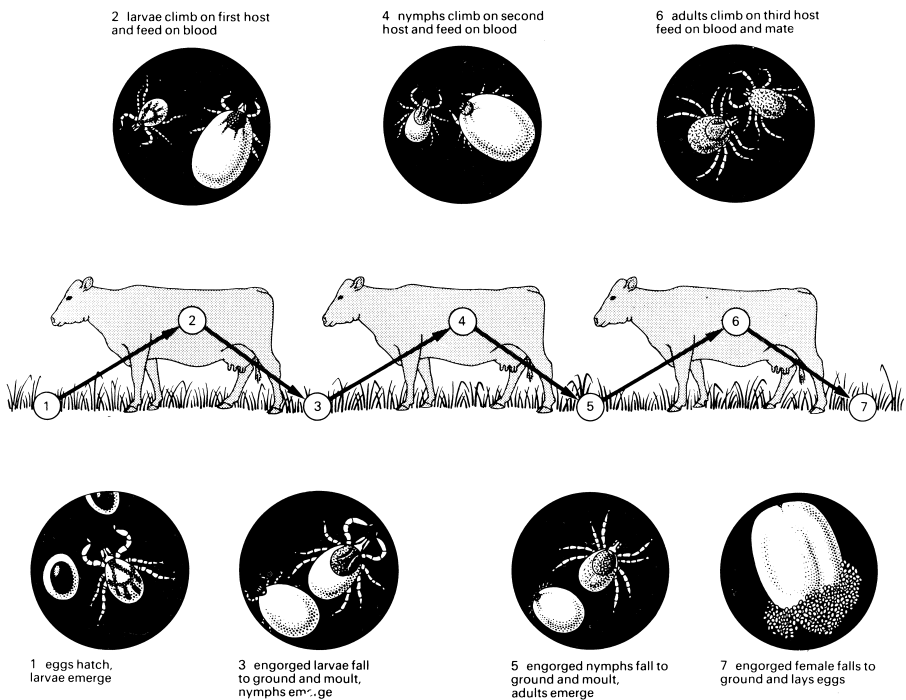 2 larvae climb on first host
and feed on blood
4 nymphs climb on second
host and feed on blood
6 adults climb on third host
feed on blood and mate
2
4
6
1
3
5
7
1 eggs hatch,
larvae emerge
3 engorged larvae fall
to ground and moult,
nymphs emerge
5 engorged nymphs fall to
ground and moult,
adults emerge
7 engorged female falls to
ground and lays eggs